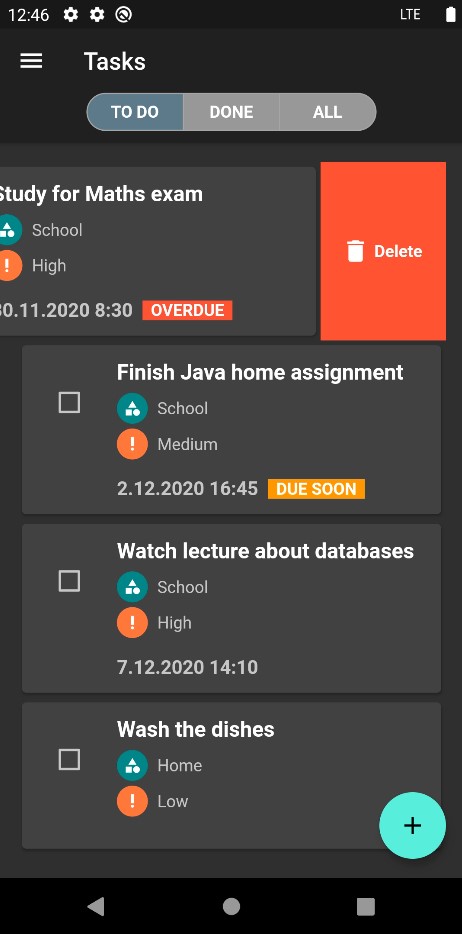 12:46
LTE
Tasks
TO DO
DONE
ALL
Study for Maths exam
School
High
30.11.2020 8:30
OVERDUE
Delete
Finish Java home assignment
School
Medium
2.12.2020 16:45
DUE SOON
Watch lecture about databases
School
High
7.12.2020 14:10
Wash the dishes
Home
Low